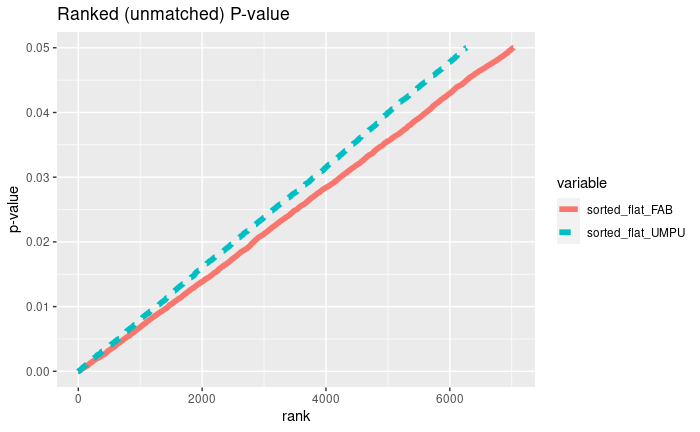 Ranked (unmatched) P-value
0.05
0.04
0.03
0.02
0.01
0.00
p-value
0 2000 4000 6000
rank
variable
sorted_flat_FAB
sorted_flat_UMPU